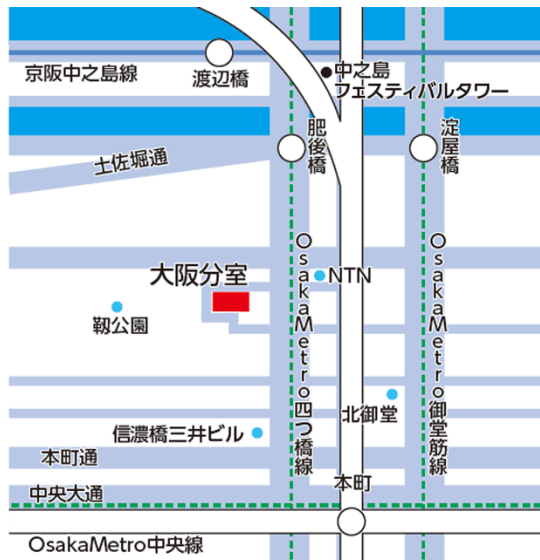 京阪中之島線
渡辺橋
中之島
フェスティバルタワー
肥後橋
淀屋橋
土佐堀通
OsakaMetro四つ橋線
OsakaMetro御堂筋線
大阪分室
NTN
靱公園
北御堂
信濃橋三井ビル
本町通
本町
中央大通
OsakaMetro中央線